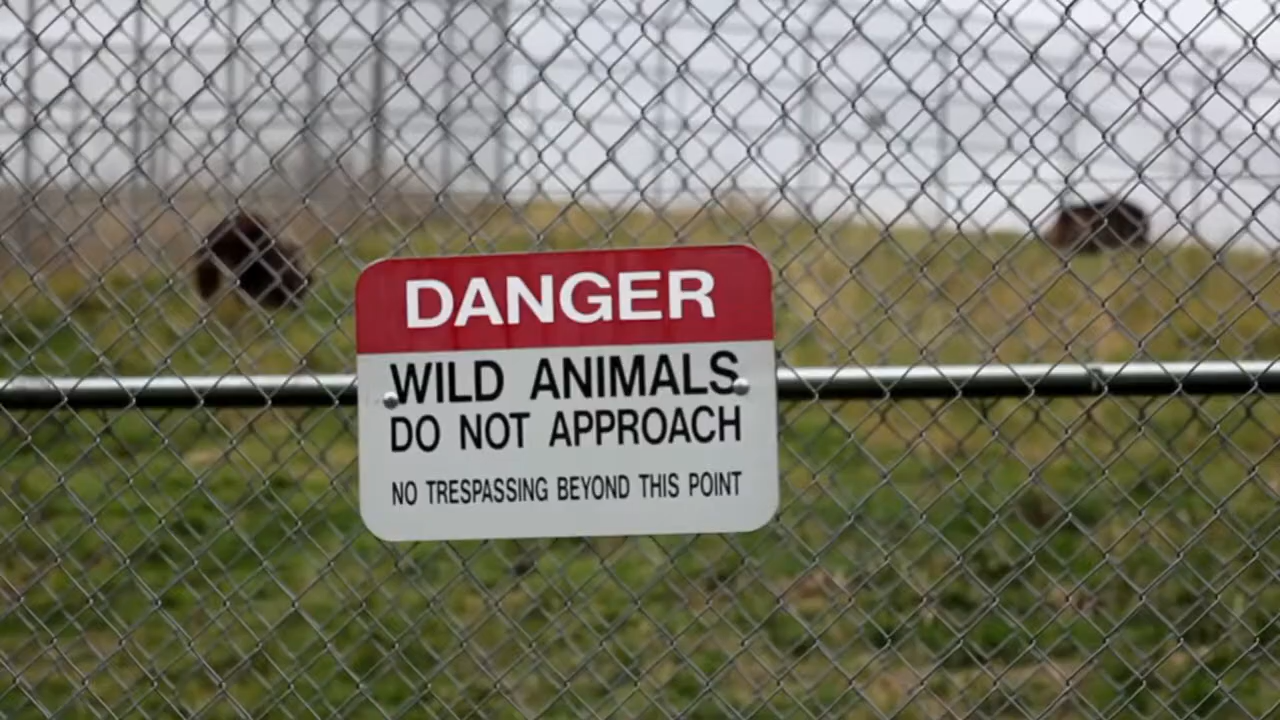 DANGER
WILD ANIMALS
DO NOT APPROACH
NO TRESPASSING BEYOND THIS POINT